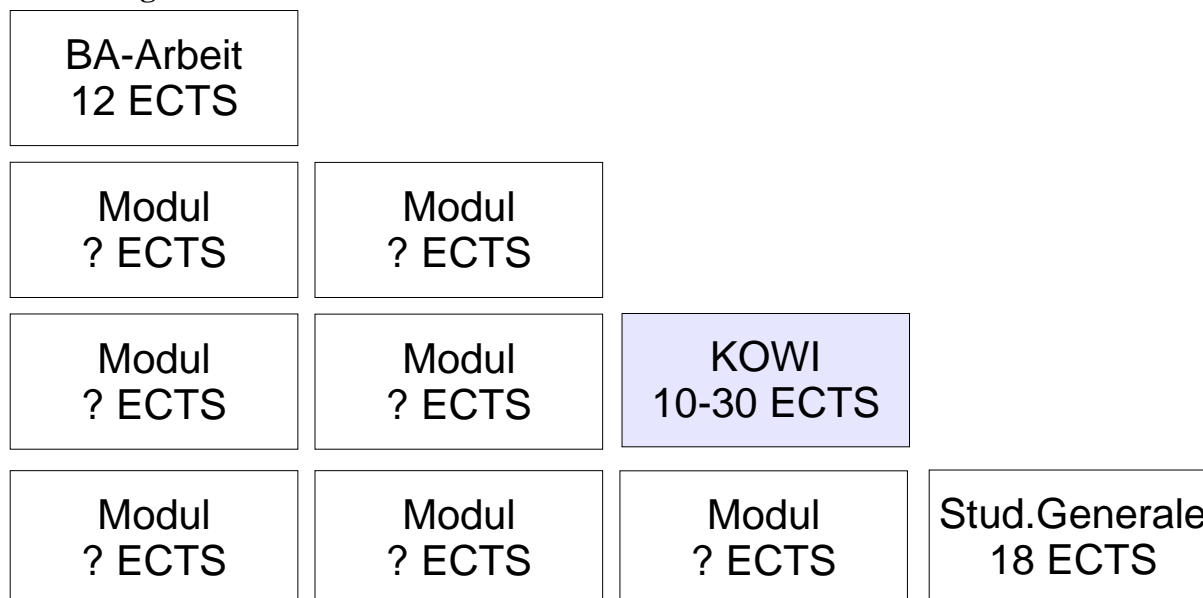 BA-Arbeit
12 ECTS
Modul
? ECTS
Modul
? ECTS
Modul
? ECTS
Modul
? ECTS
KOWI
10-30 ECTS
Modul
? ECTS
Modul
? ECTS
Modul
? ECTS
Stud.Generale
18 ECTS